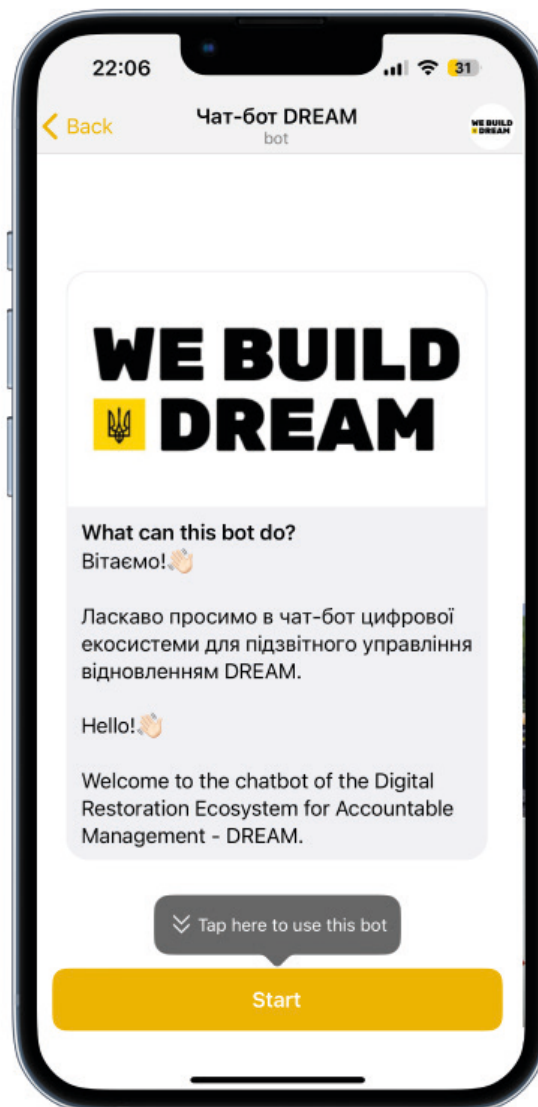 22:06
31
Back
Чат-бот DREAM
bot
WE BUILD
DREAM
WE BUILD
DREAM
What can this bot do?
Вітаємо!👋🏻
Ласкаво просимо в чат-бот цифрової
екосистеми для підзвітного управління
відновленням DREAM.
Hello!👋🏻
Welcome to the chatbot of the Digital
Restoration Ecosystem for Accountable
Management - DREAM.
Tap here to use this bot
Start